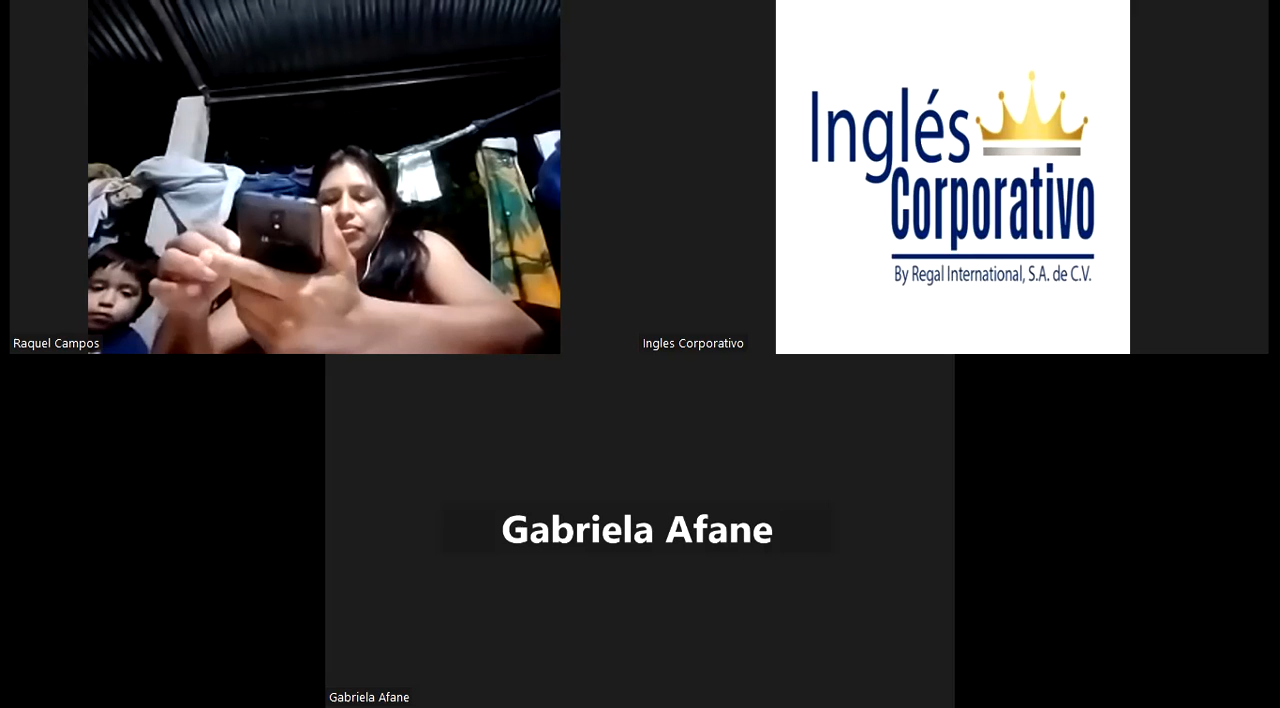 Inglés
Corporativo
By Regal International, S.A. de C.V.
Raquel Campos
Ingles Corporativo
Gabriela Afane
Gabriela Afane